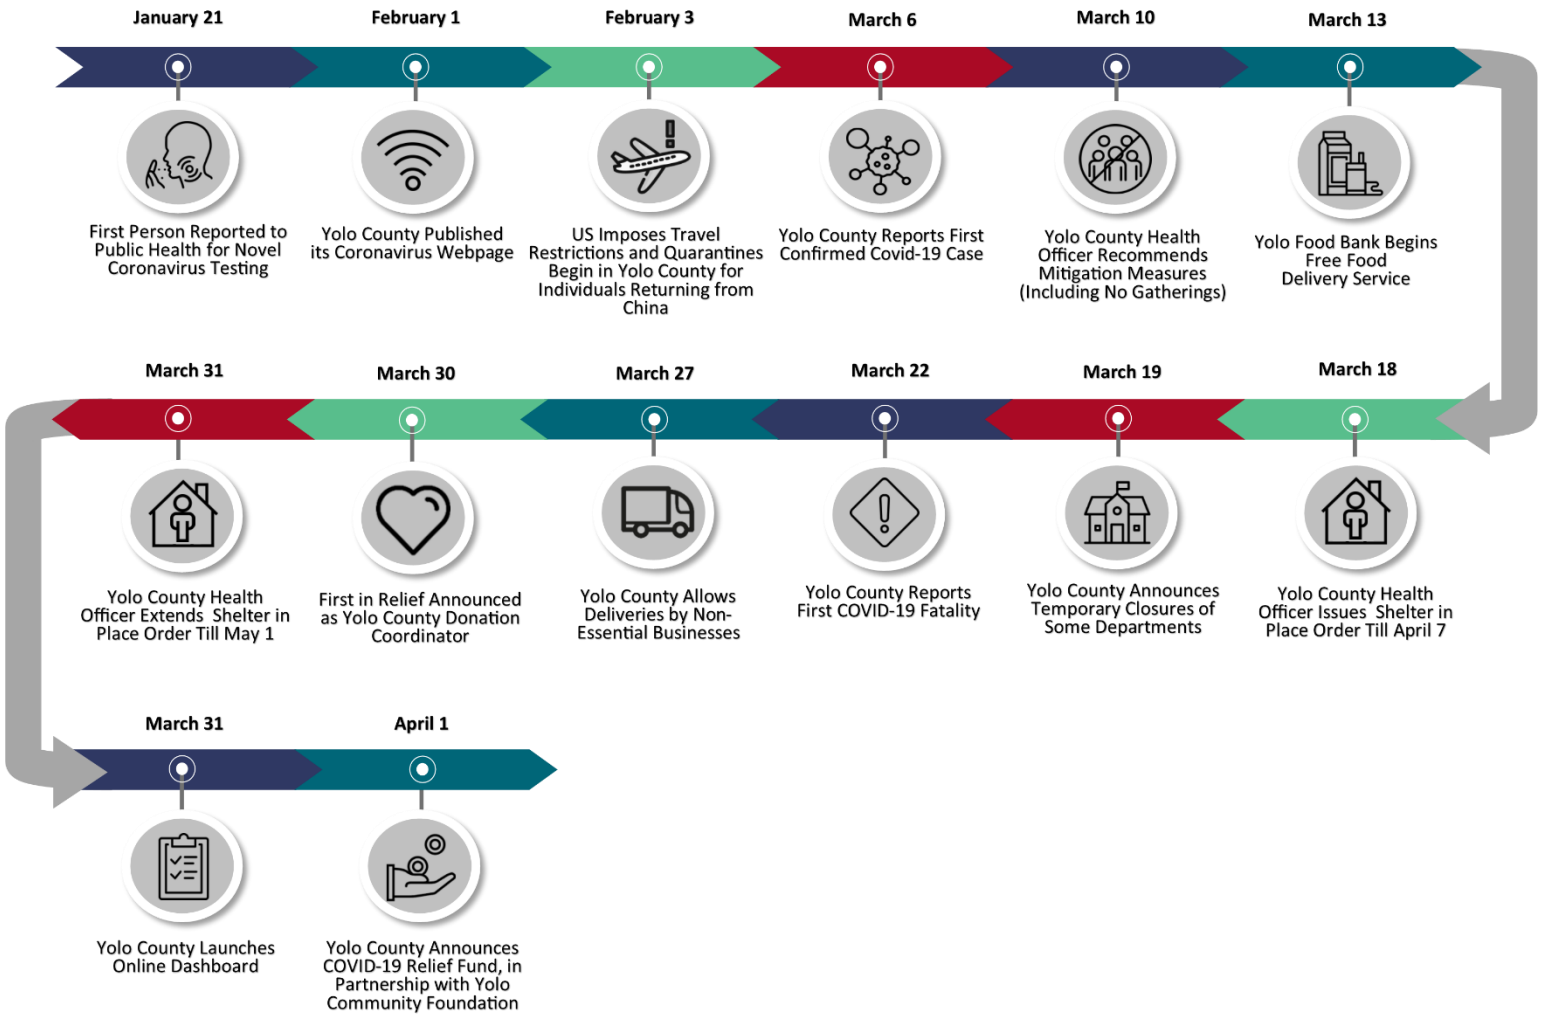 January 21
First Person Reported to
Public Health for Novel
Coronavirus Testing
February 1
Yolo County Published
its Coronavirus Webpage
February 3
US Imposes Travel
Restrictions and Quarantines
Begin in Yolo County for
Individuals Returning from
China
March 6
Yolo County Reports First
Confirmed Covid-19 Case
March 10
Yolo County Health
Officer Recommends
Mitigation Measures
(Including No Gatherings)
March 13
Yolo Food Bank Begins
Free Food
Delivery Service
March 18
Yolo County Health
Officer Issues Shelter in
Place Order Till April 7
March 19
Yolo County Announces
Temporary Closures of
Some Departments
March 22
Yolo County Reports
First COVID-19 Fatality
March 27
Yolo County Allows
Deliveries by Non-
Essential Businesses
March 30
First in Relief Announced
as Yolo County Donation
Coordinator
March 31
Yolo County Health
Officer Extends Shelter in
Place Order Till May 1
March 31
Yolo County Launches
Online Dashboard
April 1
Yolo County Announces
COVID-19 Relief Fund, in
Partnership with Yolo
Community Foundation